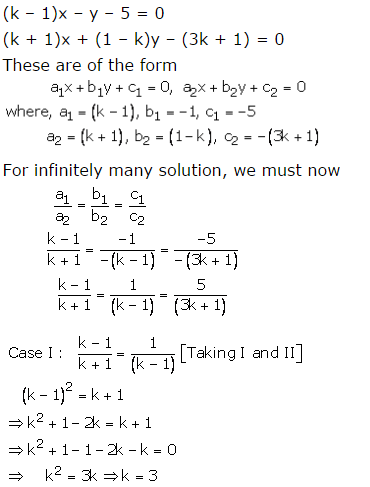 (k – 1)x – y – 5 = 0
(k + 1)x + (1 – k)y – (3k + 1) = 0
These are of the form
a₁x + b₁y + c₁ = 0, a₂x + b₂y + c₂ = 0
where, a₁ = (k – 1), b₁ = –1, c₁ = –5
a₂ = (k + 1), b₂ = (1 – k), c₂ = –(3k + 1)
For infinitely many solution, we must now
a₁/a₂ = b₁/b₂ = c₁/c₂
(k – 1)/(k + 1) = –1/–(k – 1) = –5/–(3k + 1)
(k – 1)/(k + 1) = 1/(k – 1) = 5/(3k + 1)
Case I : (k – 1)/(k + 1) = 1/(k – 1) [Taking I and II]
(k – 1)² = k + 1
⇒ k² + 1 – 2k = k + 1
⇒ k² + 1 – 1 – 2k – k = 0
⇒ k² = 3k ⇒ k = 3